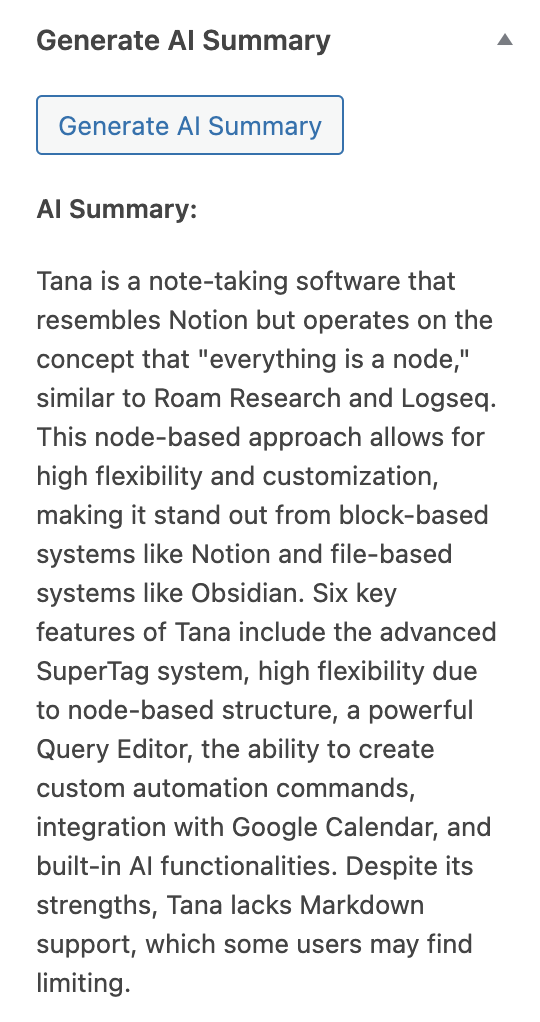 Generate AI Summary
Generate AI Summary
AI Summary:
Tana is a note-taking software that
resembles Notion but operates on the
concept that "everything is a node,"
similar to Roam Research and Logseq.
This node-based approach allows for
high flexibility and customization,
making it stand out from block-based
systems like Notion and file-based
systems like Obsidian. Six key
features of Tana include the advanced
SuperTag system, high flexibility due
to node-based structure, a powerful
Query Editor, the ability to create
custom automation commands,
integration with Google Calendar, and
built-in AI functionalities. Despite its
strengths, Tana lacks Markdown
support, which some users may find
limiting.